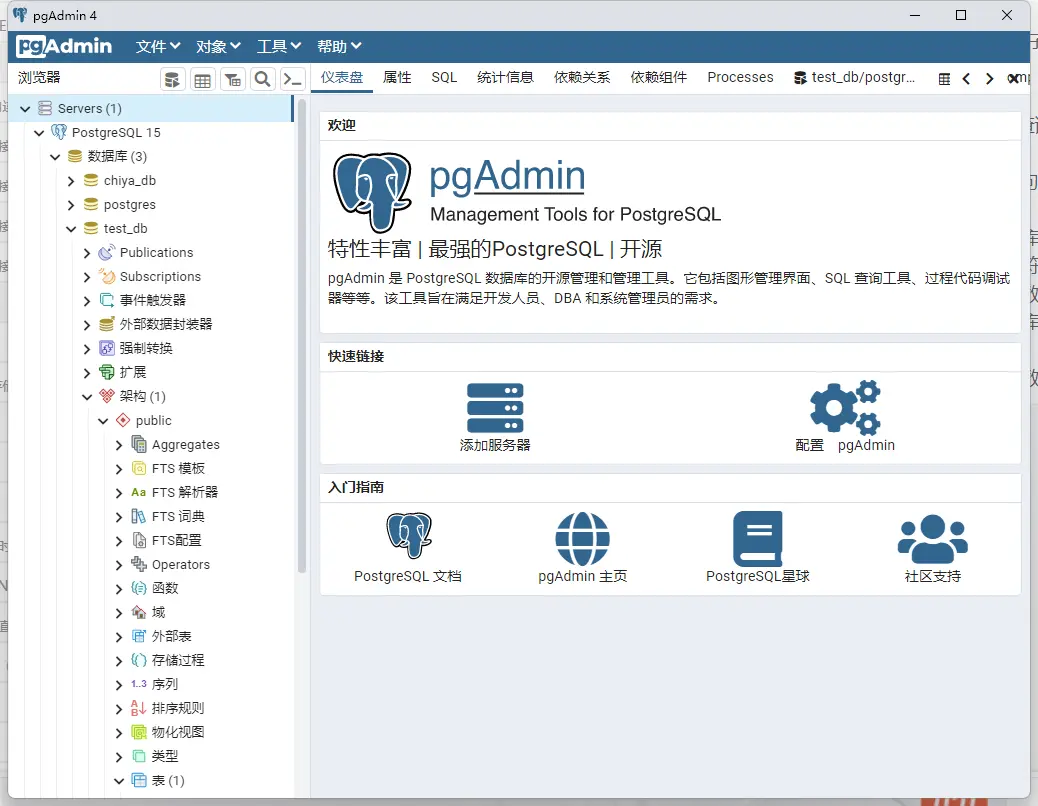 pgAdmin 4
pgAdmin 文件 对象 工具 帮助
浏览器
仪表盘 属性 SQL 统计信息 依赖关系 依赖组件 Processes test_db/postgr...
Servers (1)
PostgreSQL 15
数据库 (3)
chiya_db
postgres
test_db
Publications
Subscriptions
事件触发器
外部数据封装器
强制转换
扩展
架构 (1)
public
Aggregates
FTS 模板
Aa FTS 解析器
FTS 词典
FTS配置
Operators
函数
域
外部表
存储过程
1..3 序列
排序规则
物化视图
类型
表 (1)
欢迎
pgAdmin
Management Tools for PostgreSQL
特性丰富 | 最强的PostgreSQL | 开源
pgAdmin 是 PostgreSQL 数据库的开源管理和管理工具。它包括图形管理界面、SQL 查询工具、过程代码调试
器等等。该工具旨在满足开发人员、DBA 和系统管理员的需求。
快速链接
添加服务器 配置 pgAdmin
入门指南
PostgreSQL 文档 pgAdmin 主页 PostgreSQL星球 社区支持